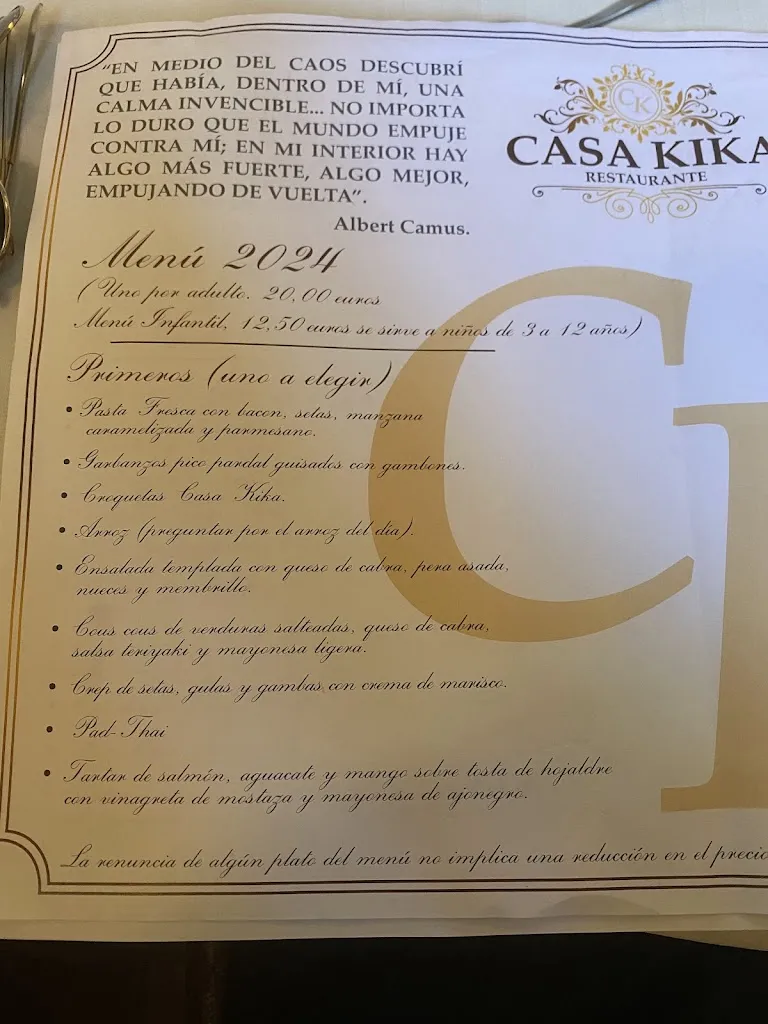 "EN MEDIO DEL CAOS DESCUBRÍ
QUE HABÍA, DENTRO DE MÍ, UNA
CALMA INVENCIBLE... NO IMPORTA
LO DURO QUE EL MUNDO EMPUJE
CONTRA MÍ; EN MI INTERIOR HAY
ALGO MÁS FUERTE, ALGO MEJOR,
EMPUJANDO DE VUELTA".
Albert Camus.
CK
CASA KIKA
RESTAURANTE
Menú 2024
(Uno por adulto. 20,00 euros
Menú Infantil. 12,50 euros se sirve a niños de 3 a 12 años)
Primeros (uno a elegir)
• Pasta Fresca con bacon, setas, manzana
caramelizada y parmesano.
• Garbanzos pico pardal guisados con gambones.
• Croquetas Casa Kika.
• Arroz (preguntar por el arroz del día).
• Ensalada templada con queso de cabra, pera asada,
nueces y membrillo.
• Cous cous de verduras salteadas, queso de cabra,
salsa teriyaki y mayonesa ligera.
• Crep de setas, gulas y gambas con crema de marisco.
• Pad-Thai
• Tartar de salmón, aguacate y mango sobre tosta de hojaldre
con vinagreta de mostaza y mayonesa de ajonegro.
La renuncia de algún plato del menú no implica una reducción en el precio